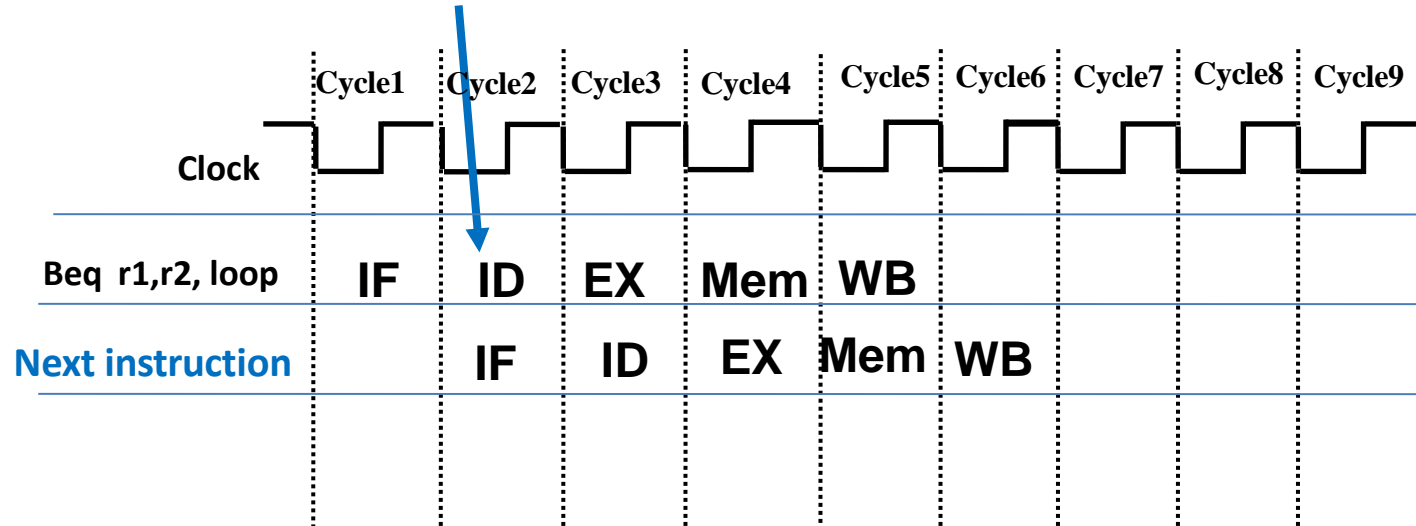 Cycle1 Cycle2 Cycle3 Cycle4 Cycle5 Cycle6 Cycle7 Cycle8 Cycle9
Clock
Beq r1,r2, loop IF ID EX Mem WB
Next instruction IF ID EX Mem WB